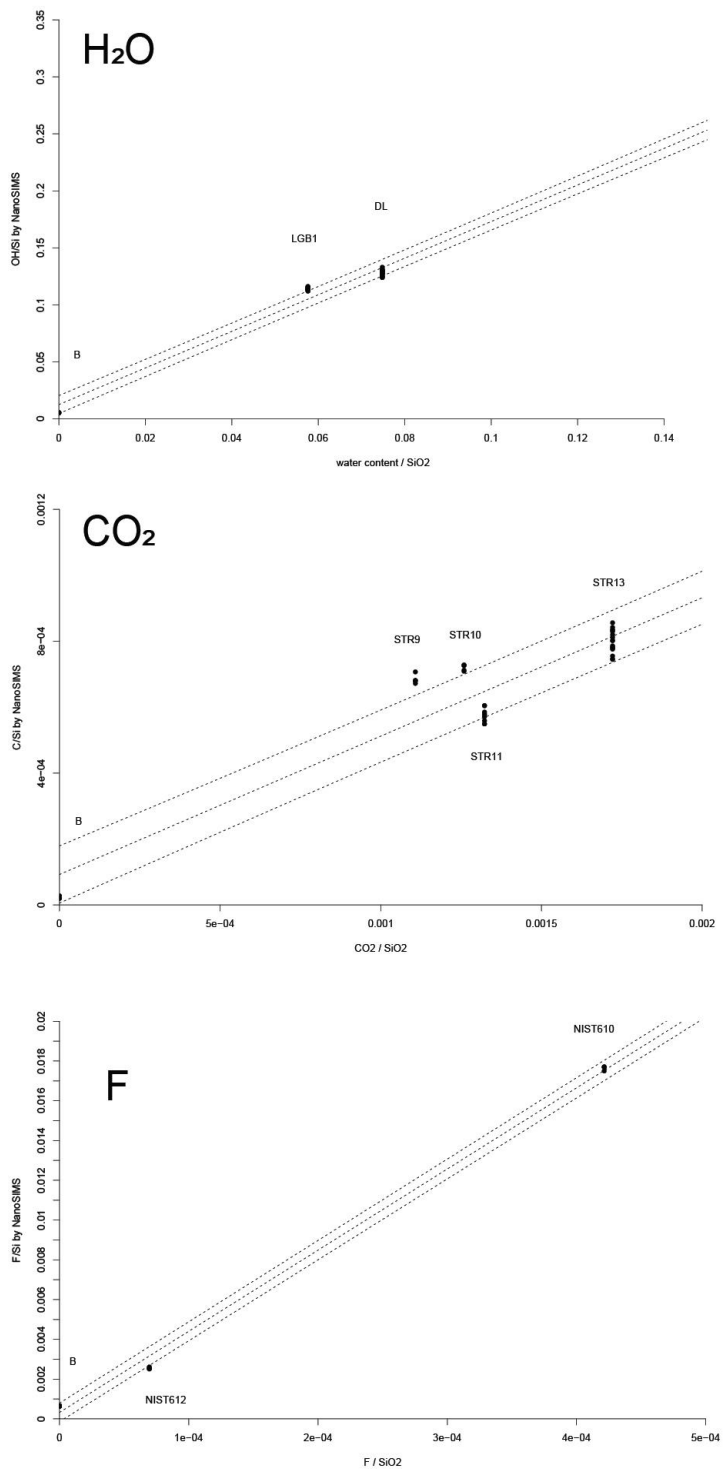 H₂O
0.35
0.3
0.25
0.2
0.15
0.1
0.05
0
OH/Si by NanoSIMS
DL
LGB1
B
0 0.02 0.04 0.06 0.08 0.1 0.12 0.14
water content / SiO2
CO₂
0.0012
8e−04
4e−04
0
C/Si by NanoSIMS
STR13
STR10
STR9
STR11
B
0 5e−04 0.001 0.0015 0.002
CO2 / SiO2
F
0.02
0.018
0.016
0.014
0.012
0.01
0.008
0.006
0.004
0.002
0
F/Si by NanoSIMS
NIST610
B
NIST612
0 1e−04 2e−04 3e−04 4e−04 5e−04
F / SiO2